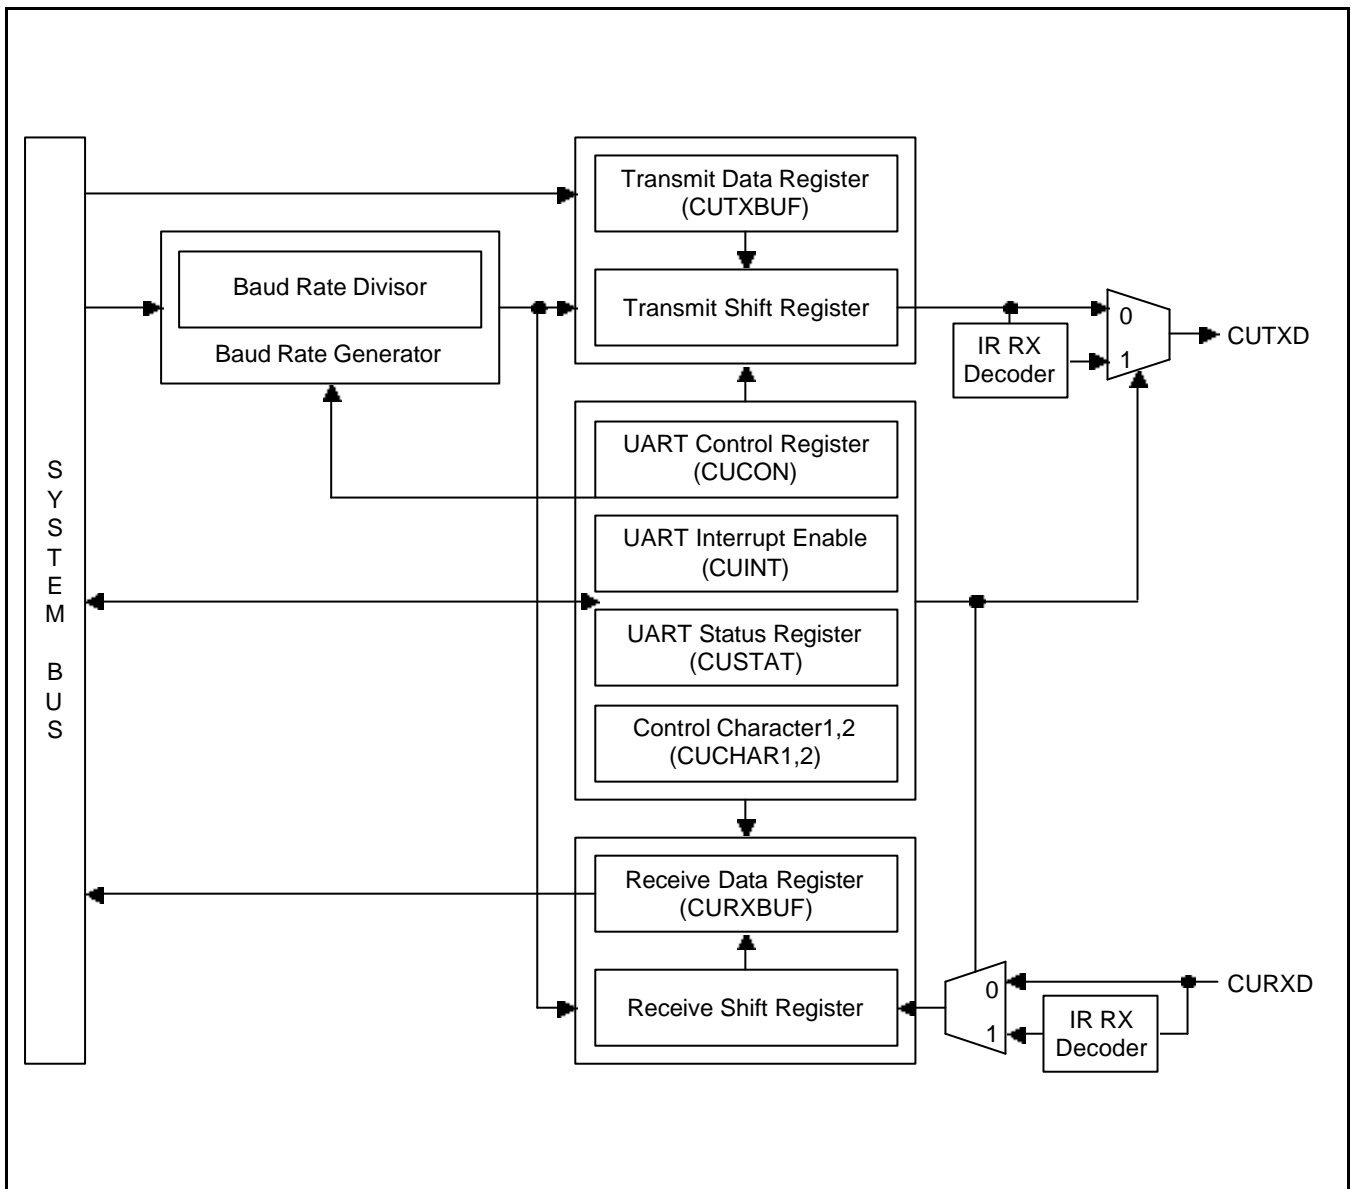 Transmit Data Register
(CUTXBUF)
Baud Rate Divisor
Baud Rate Generator
Transmit Shift Register
0
1
IR RX
Decoder
CUTXD
SYSTEM BUS
UART Control Register
(CUCON)
UART Interrupt Enable
(CUINT)
UART Status Register
(CUSTAT)
Control Character1,2
(CUCHAR1,2)
Receive Data Register
(CURXBUF)
Receive Shift Register
0
1
IR RX
Decoder
CURXD